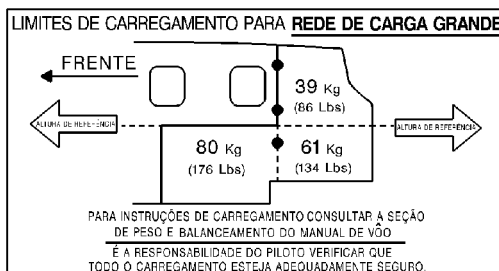 LIMITES DE CARREGAMENTO PARA REDE DE CARGA GRANDE
FRENTE
39 Kg
(86 Lbs)
ALTURA DE REFERÊNCIA
ALTURA DE REFERÊNCIA
80 Kg
(176 Lbs)
61 Kg
(134 Lbs)
PARA INSTRUÇÕES DE CARREGAMENTO CONSULTAR A SEÇÃO
DE PESO E BALANCEAMENTO DO MANUAL DE VÔO
É A RESPONSABILIDADE DO PILOTO VERIFICAR QUE
TODO O CARREGAMENTO ESTEJA ADEQUADAMENTE SEGURO.